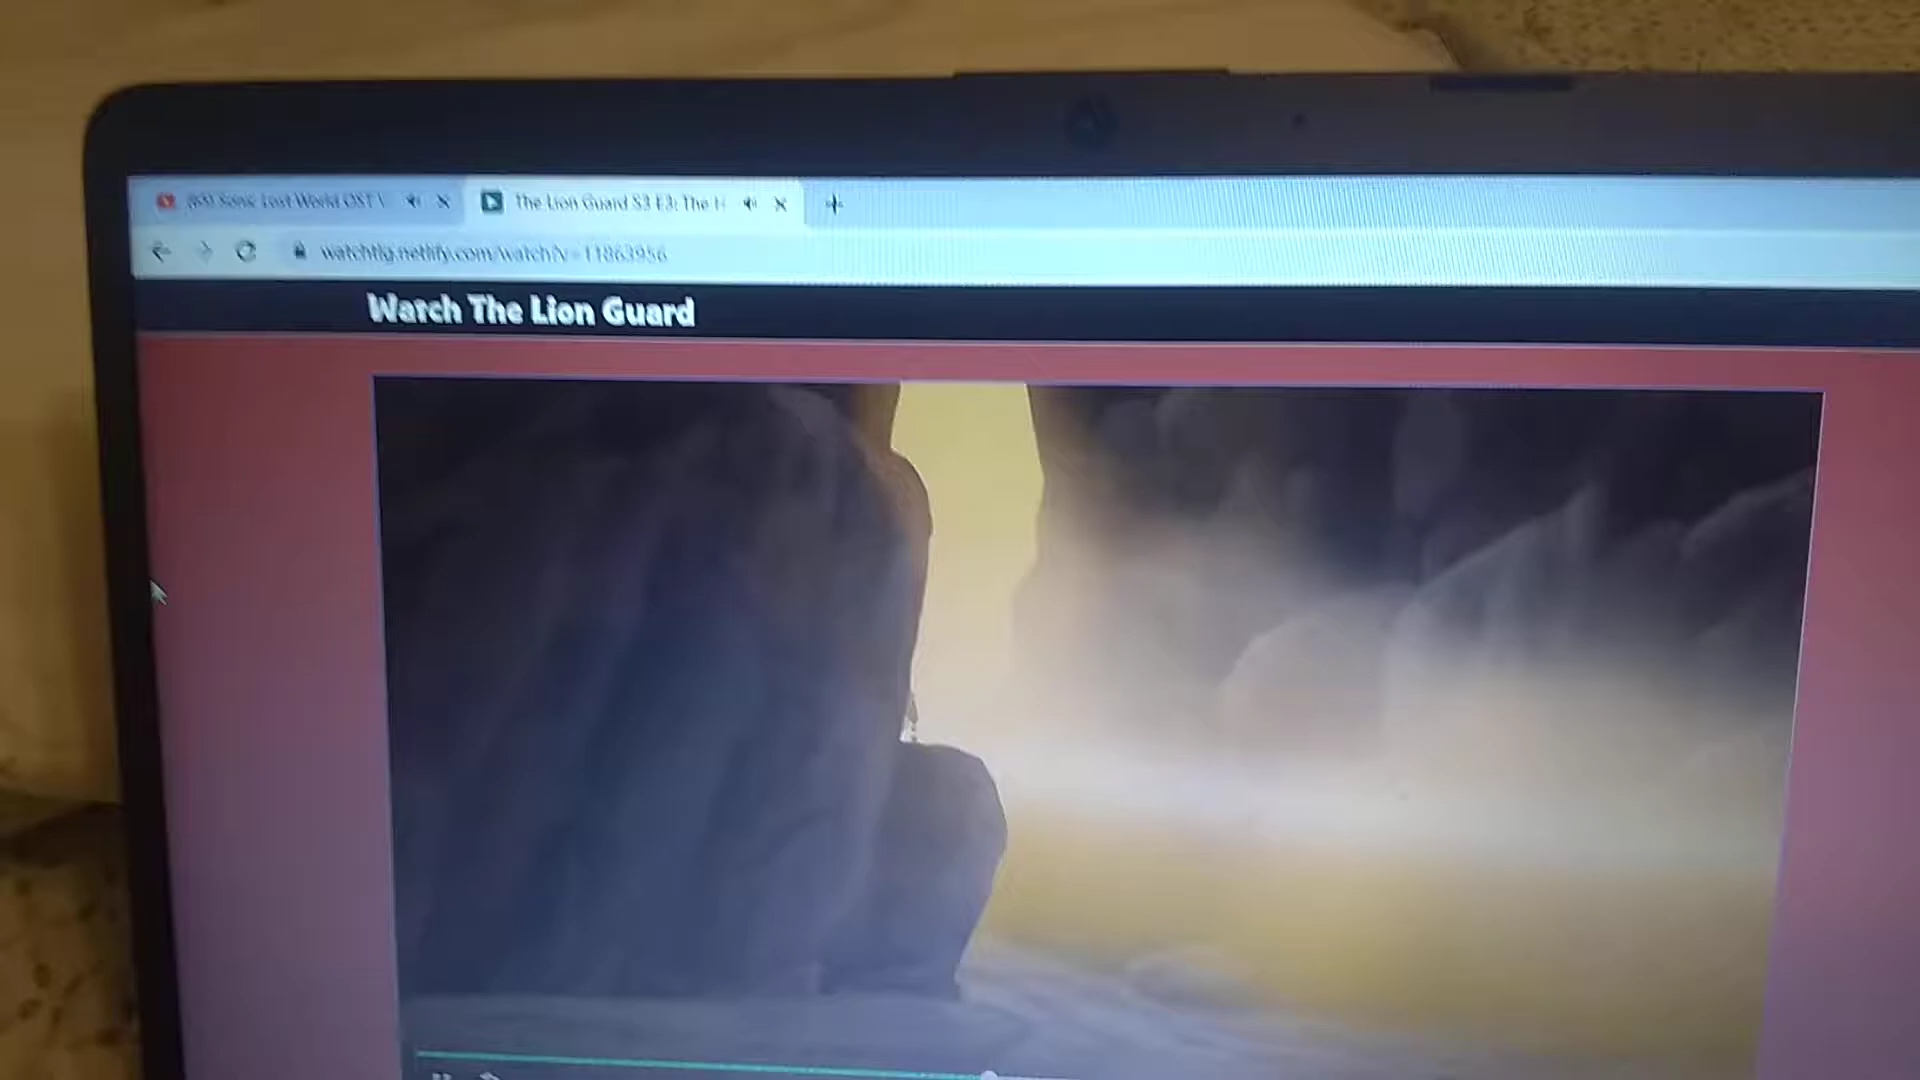 Sonic Lost World OST
The Lion Guard S3 E3: The H
watchtlg.netlify.com/watch?v=11863956
Watch The Lion Guard